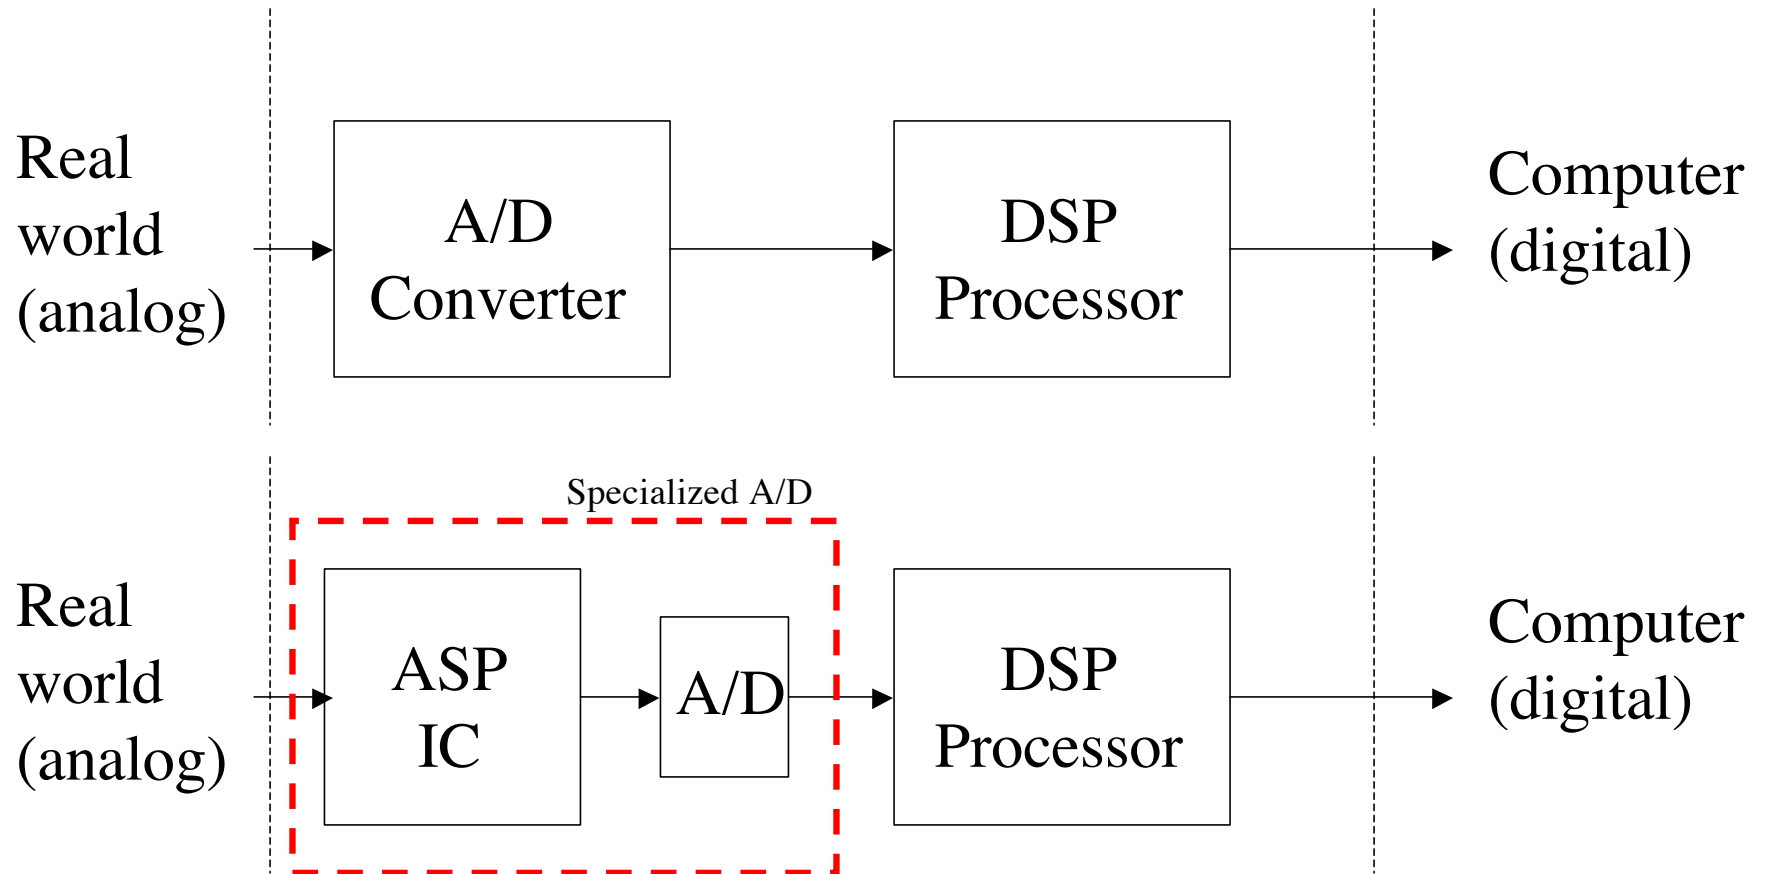 Real
world
(analog)
A/D
Converter
DSP
Processor
Computer
(digital)
Specialized A/D
Real
world
(analog)
ASP
IC
A/D
DSP
Processor
Computer
(digital)